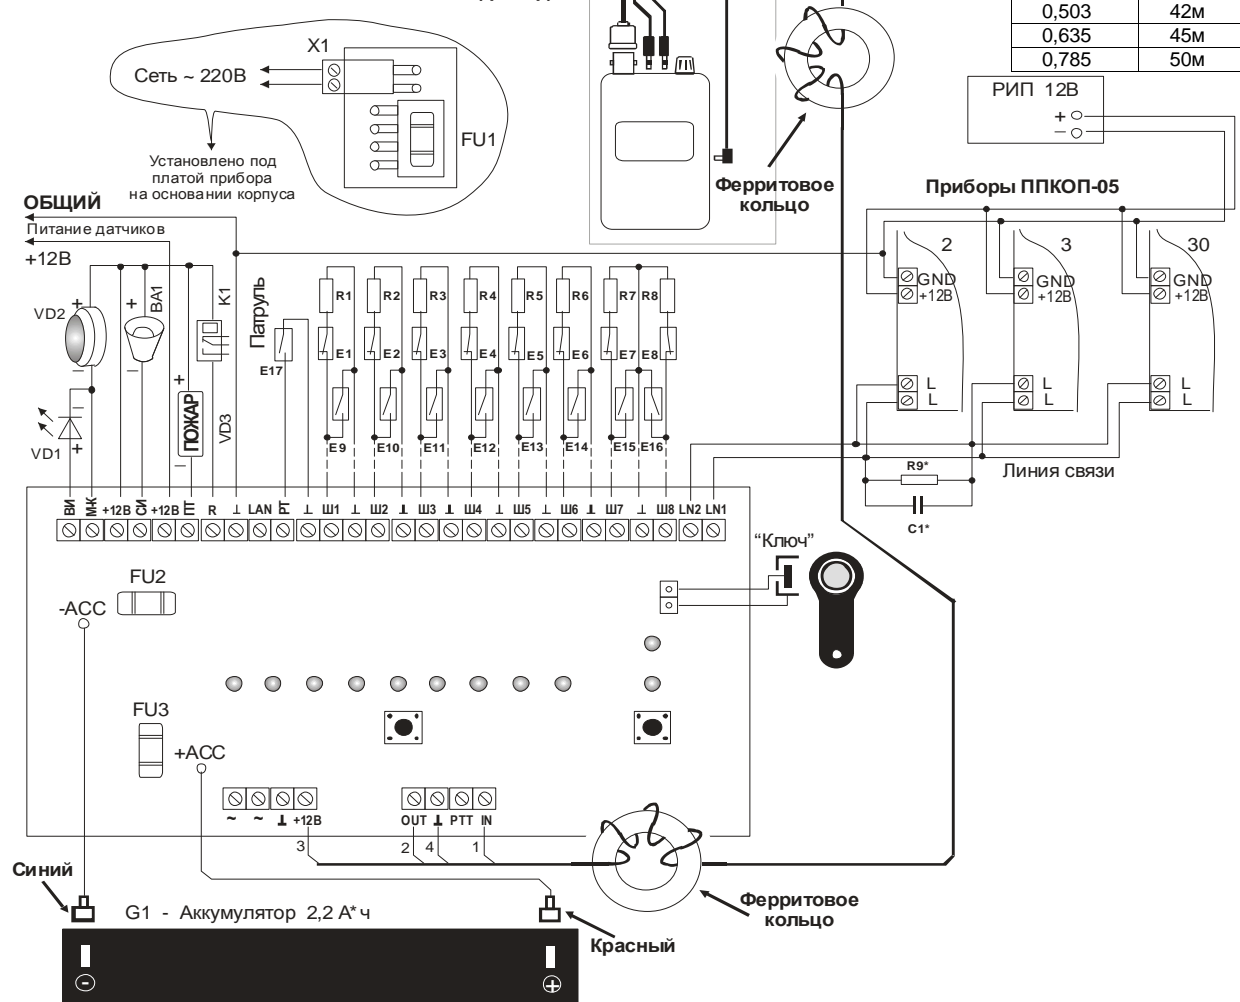 0,503 42м
0,635 45м
0,785 50м
X1
Сеть ~ 220В
FU1
Установлено под
платой прибора
на основании корпуса
Ферритовое
кольцо
РИП 12В
+
–
Приборы ППКОП-05
2 3 30
GND GND GND
+12В +12В +12В
L L L
L L L
Линия связи
R9*
C1*
ОБЩИЙ
Питание датчиков
+12В
VD2 + –
BA1 + –
K1
Патруль
E17
R1 R2 R3 R4 R5 R6 R7 R8
E1 E2 E3 E4 E5 E6 E7 E8
VD1 – +
+ ПОЖАР –
VD3
E9 E10 E11 E12 E13 E14 E15 E16
ВИ М-К +12В СИ +12В ПТ R ⊥ LAN РТ ⊥ Ш1 ⊥ Ш2 ⊥ Ш3 ⊥ Ш4 ⊥ Ш5 ⊥ Ш6 ⊥ Ш7 ⊥ Ш8 LN2 LN1
“Ключ”
FU2
-АСС
FU3
+АСС
~ ~ ⊥ +12В OUT ⊥ PTT IN
3 2 4 1
Синий
G1 - Аккумулятор 2,2 А*ч
Ферритовое
кольцо
Красный
- +